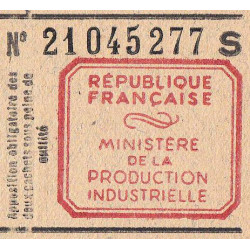 N° 21045277 S
RÉPUBLIQUE
FRANÇAISE
MINISTÈRE
DE LA
PRODUCTION
INDUSTRIELLE
Apposition obligatoire des
deux cachets sous peine de
nullité